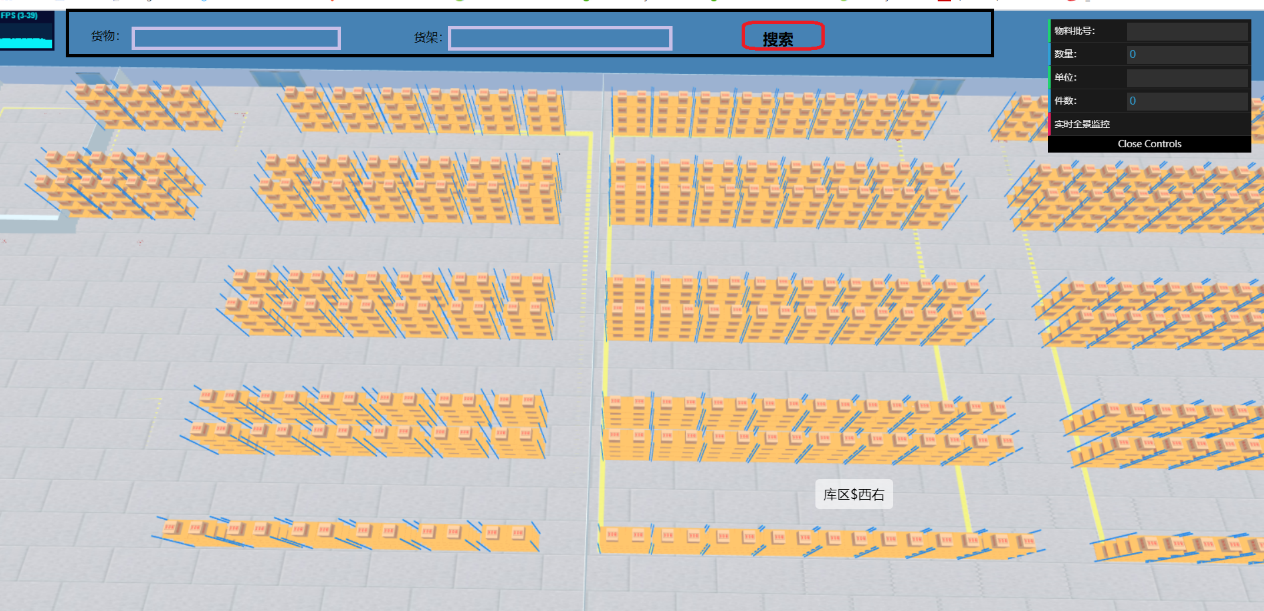 FPS (3-39)
货物:
货架:
搜索
物料批号:
数量: 0
单位:
件数: 0
实时全景监控
Close Controls
库区$西右